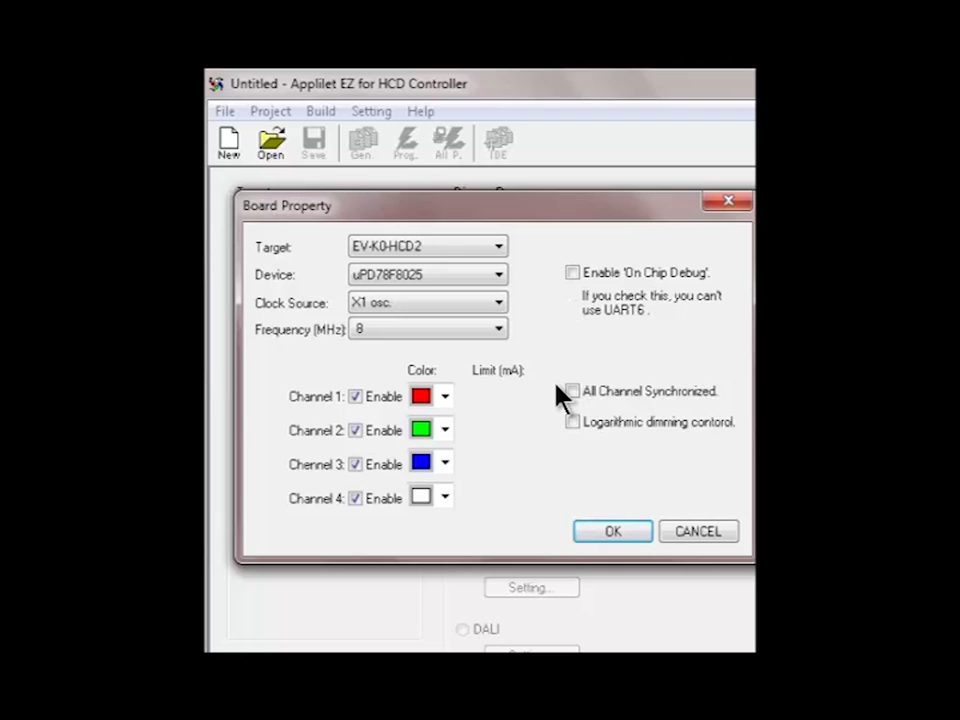 Untitled - Applilet EZ for HCD Controller
File Project Build Setting Help
New Open Save Gen. Prog. All P. IDE
Board Property
Target: EV-K0-HCD2
Device: uPD78F8025
Enable 'On Chip Debug'.
If you check this, you can't
use UART6 .
Clock Source: X1 osc.
Frequency (MHz): 8
Color: Limit (mA):
Channel 1: Enable
All Channel Synchronized.
Channel 2: Enable
Logarithmic dimming contorol.
Chennel 3: Enable
Channel 4: Enable
OK CANCEL
Setting...
DALI